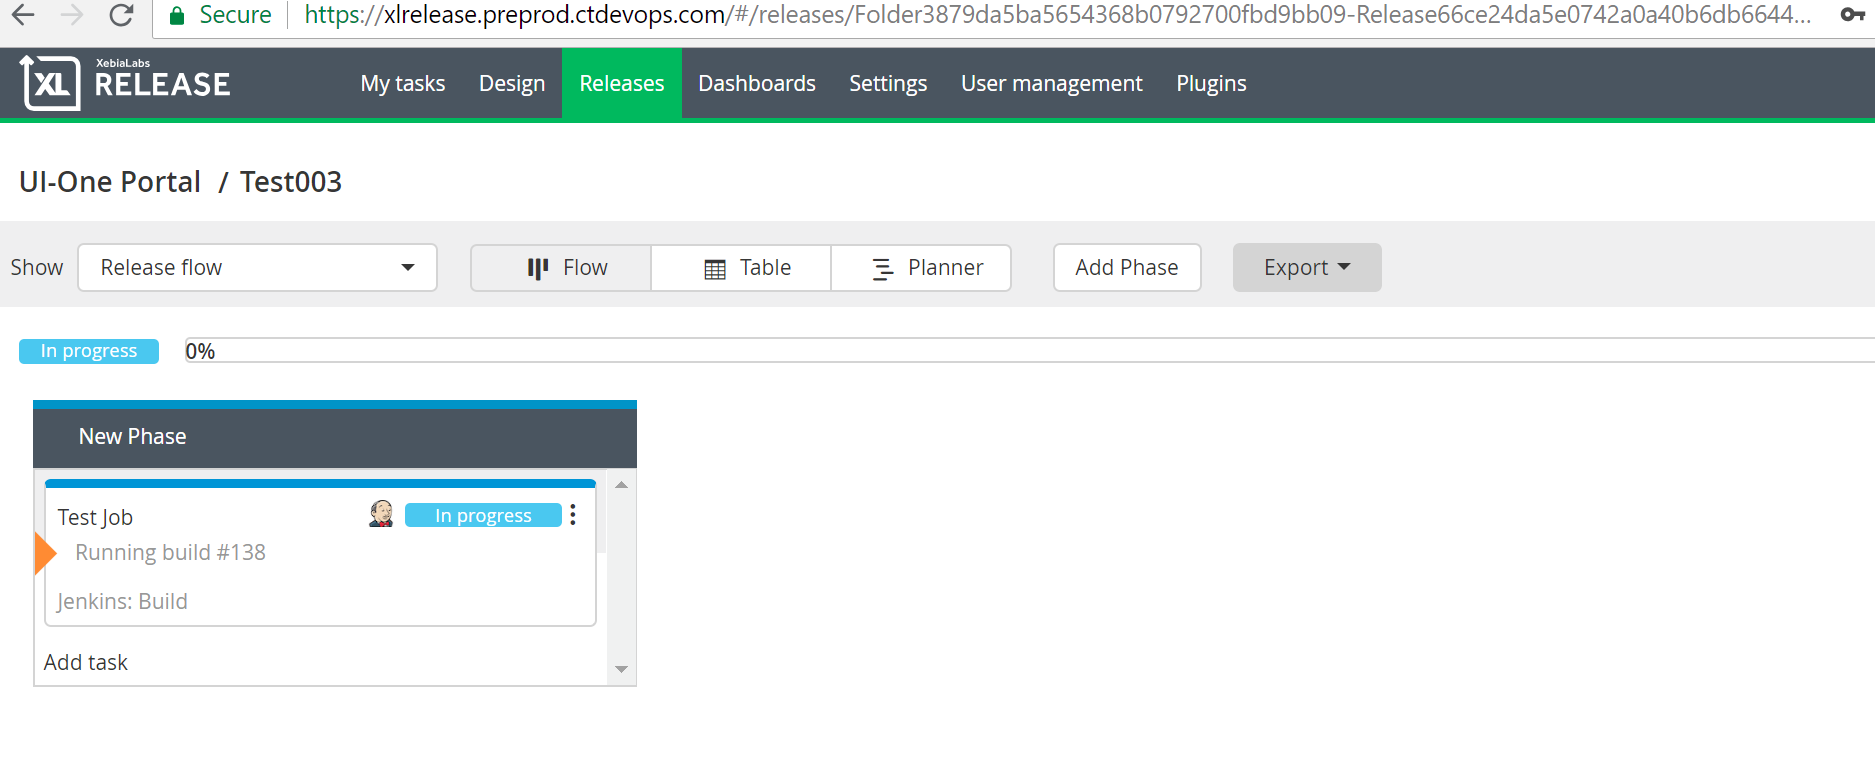 Secure https://xlrelease.preprod.ctdevops.com/#/releases/Folder3879da5ba5654368b0792700fbd9bb09-Release66ce24da5e0742a0a40b6db6644...
XL XebiaLabs RELEASE My tasks Design Releases Dashboards Settings User management Plugins
UI-One Portal / Test003
Show Release flow Flow Table Planner Add Phase Export
In progress 0%
New Phase
Test Job In progress
Running build #138
Jenkins: Build
Add task